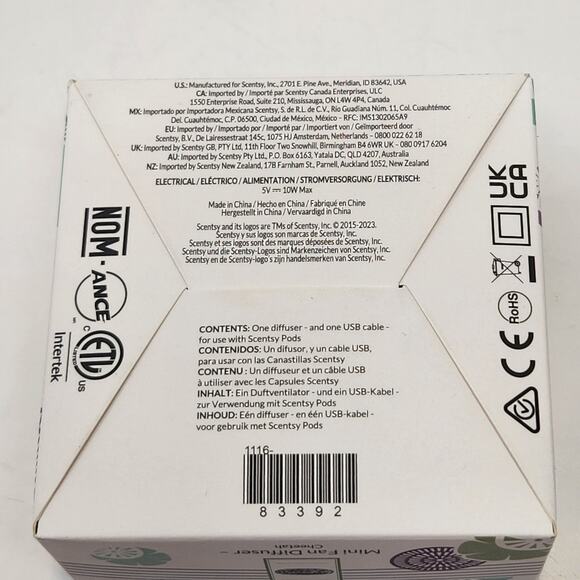 U.S.: Manufactured for Scentsy, Inc., 2701 E. Pine Ave., Meridian, ID 83642, USA
CA: Imported by / Importé par Scentsy Canada Enterprises, ULC
1550 Enterprise Road, Suite 210, Mississauga, ON L4W 4P4, Canada
MX: Importado por Importadora Mexicana Scentsy, S. de R.L. de C.V., Río Guadiana Núm. 11, Col. Cuauhtémoc
Del. Cuauhtémoc, C.P. 06500, Ciudad de México, México - RFC: IMS1302065A9
EU: Imported by / Importado por / Importé par / Importiert von / Geïmporteerd door
Scentsy, B.V., De Lairessestraat 145c, 1075 HJ Amsterdam, Netherlands – 0800 022 62 18
UK: Imported by Scentsy GB, PTY Ltd, 11th Floor Two Snowhill, Birmingham B4 6WR UK - 080 0917 6204
AU: Imported by Scentsy Pty Ltd., P.O. Box 6163, Yatala DC, QLD 4207, Australia
NZ: Imported by Scentsy New Zealand, 17B Farnham St., Parnell, Auckland 1052, New Zealand
ELECTRICAL / ELÉCTRICO / ALIMENTATION / STROMVERSORGUNG / ELEKTRISCH:
5V ⎓ 10W Max
Made in China / Hecho en China / Fabriqué en Chine
Hergestellt in China / Vervaardigd in China
Scentsy and its logos are TMs of Scentsy, Inc. © 2015-2023.
Scentsy y sus logos son marcas de Scentsy, Inc.
Scentsy et ses logos sont des marques déposées de Scentsy, Inc.
Scentsy und die Scentsy-Logos sind Markenzeichen von Scentsy, Inc.
Scentsy en de Scentsy-logo's zijn handelsmerken van Scentsy, Inc.
NOM-ANCE
C
ETL
US
Intertek
UK
CA
RoHS
CE
CONTENTS: One diffuser - and one USB cable -
for use with Scentsy Pods
CONTENIDOS: Un difusor, y un cable USB,
para usar con las Canastillas Scentsy
CONTENU : Un diffuseur et un câble USB
à utiliser avec les Capsules Scentsy
INHALT: Ein Duftventilator - und ein USB-Kabel -
zur Verwendung mit Scentsy Pods
INHOUD: Eén diffuser - en één USB-kabel -
voor gebruik met Scentsy Pods
1116-
83392
Mini Fan Diffuser –
Cheetah